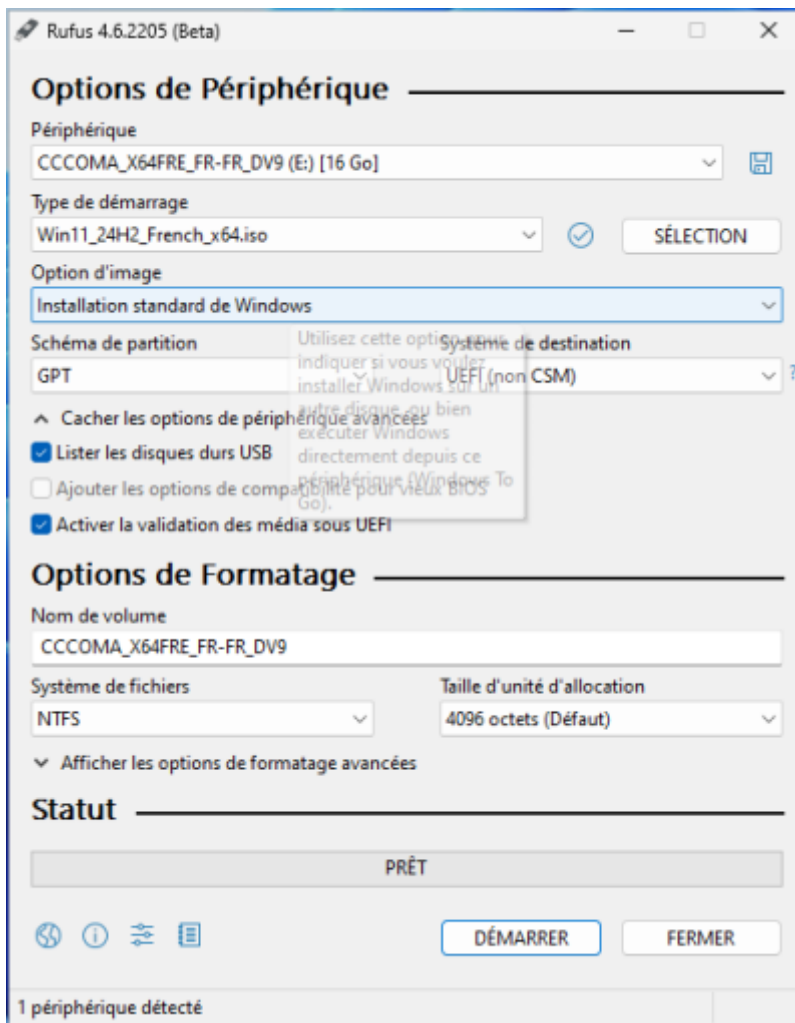 Rufus 4.6.2205 (Beta)
Options de Périphérique
Périphérique
CCCOMA_X64FRE_FR-FR_DV9 (E:) [16 Go]
Type de démarrage
Win11_24H2_French_x64.iso
SÉLECTION
Option d'image
Installation standard de Windows
Schéma de partition
Système de destination
GPT
UEFI (non CSM)
?
Utilisez cette option pour
indiquer si vous voulez
installer Windows sur un
autre disque, ou bien
exécuter Windows
directement depuis ce
périphérique (Windows To
Go).
Cacher les options de périphérique avancées
Lister les disques durs USB
Ajouter les options de compatibilité pour vieux BIOS
Activer la validation des média sous UEFI
Options de Formatage
Nom de volume
CCCOMA_X64FRE_FR-FR_DV9
Système de fichiers
Taille d'unité d'allocation
NTFS
4096 octets (Défaut)
Afficher les options de formatage avancées
Statut
PRÊT
DÉMARRER
FERMER
1 périphérique détecté